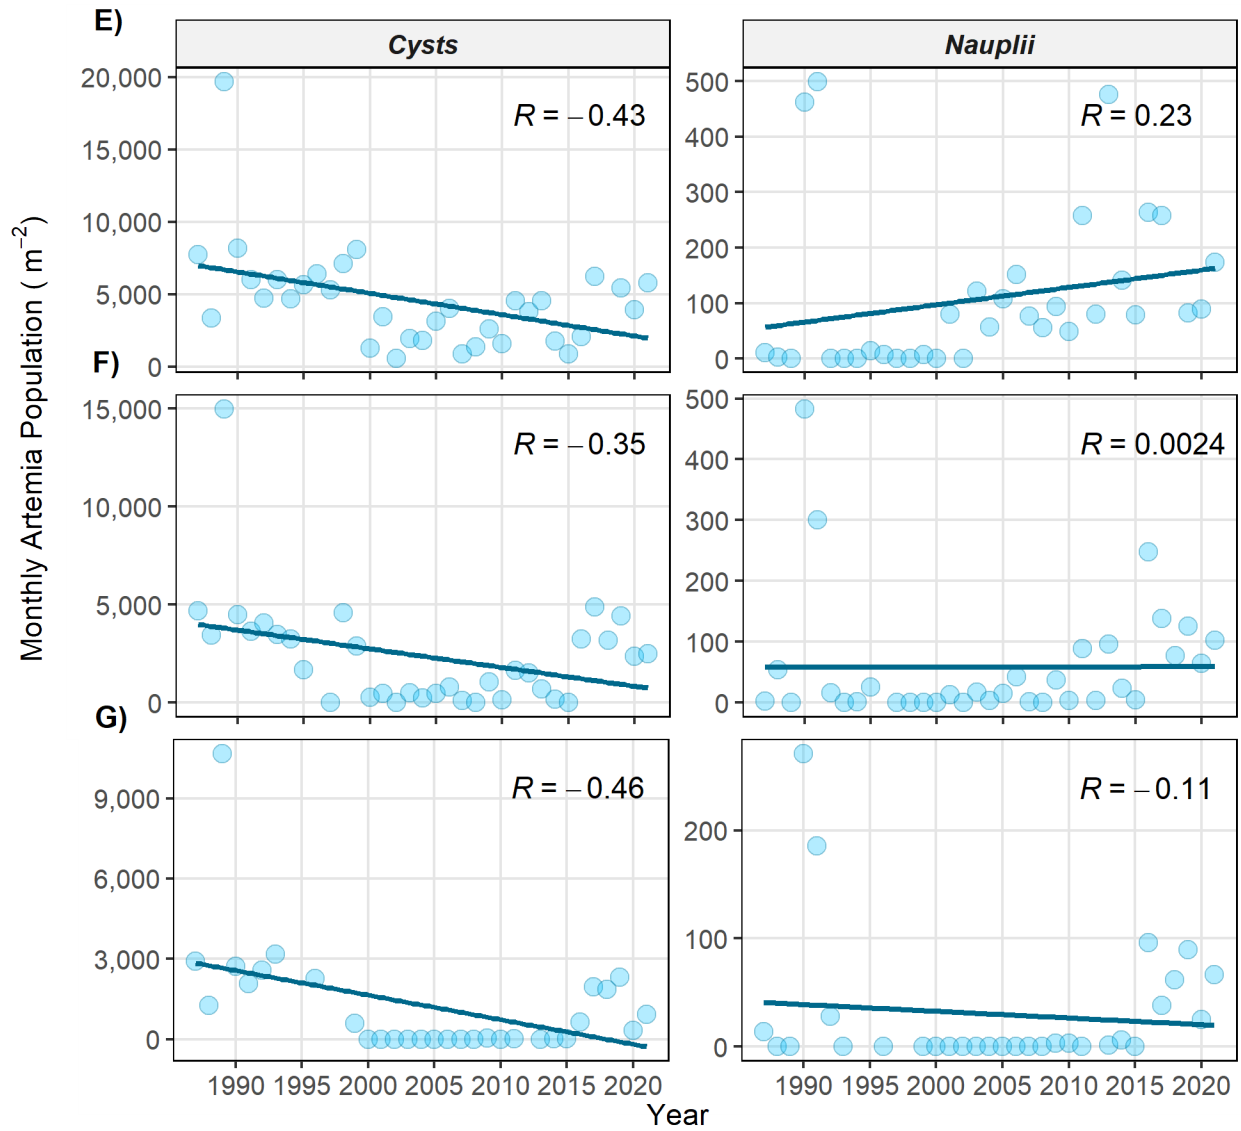 E)
Cysts
Nauplii
20,000
15,000
10,000
5,000
0
R = −0.43
500
400
300
200
100
0
R = 0.23
Monthly Artemia Population ( m−2)
F)
15,000
10,000
5,000
0
R = −0.35
500
400
300
200
100
0
R = 0.0024
G)
9,000
6,000
3,000
0
R = −0.46
200
100
0
R = −0.11
1990 1995 2000 2005 2010 2015 2020
1990 1995 2000 2005 2010 2015 2020
Year